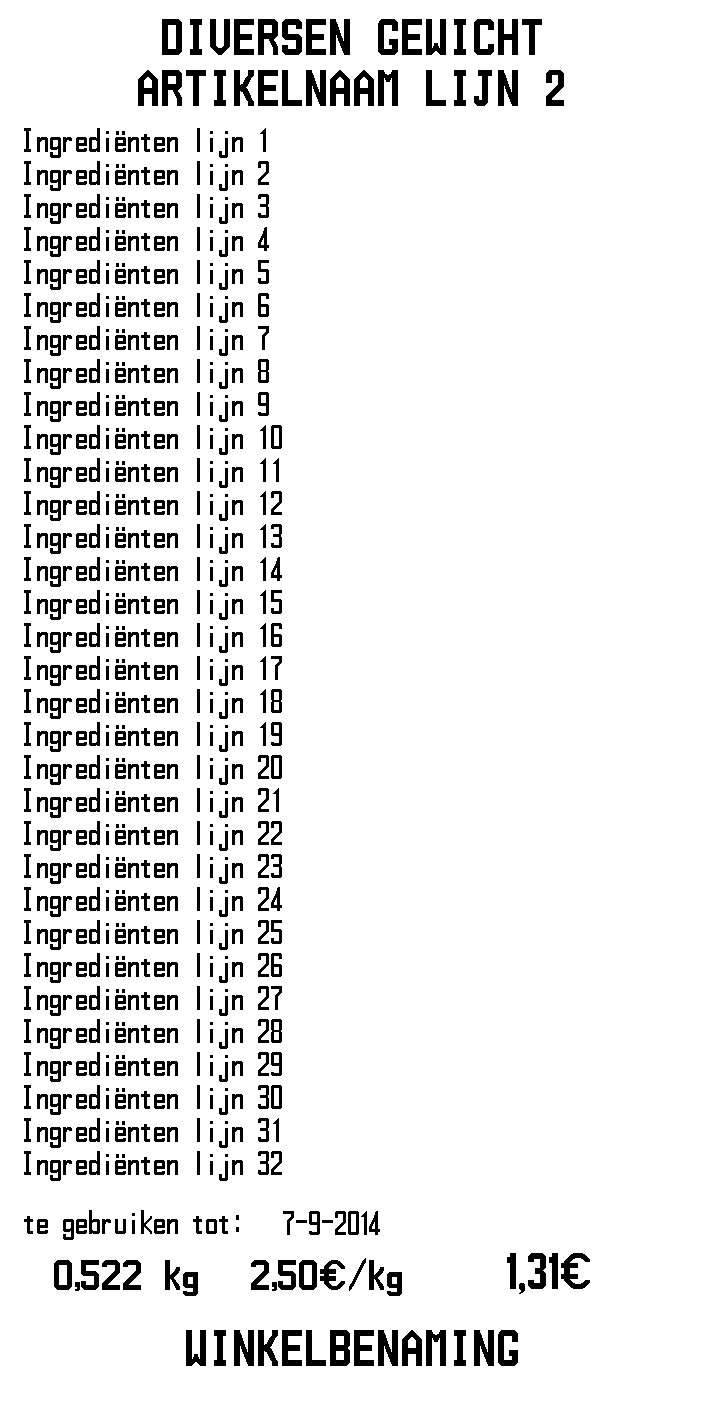 DIVERSEN GEWICHT
ARTIKELNAAM LIJN 2
Ingrediënten lijn 1
Ingrediënten lijn 2
Ingrediënten lijn 3
Ingrediënten lijn 4
Ingrediënten lijn 5
Ingrediënten lijn 6
Ingrediënten lijn 7
Ingrediënten lijn 8
Ingrediënten lijn 9
Ingrediënten lijn 10
Ingrediënten lijn 11
Ingrediënten lijn 12
Ingrediënten lijn 13
Ingrediënten lijn 14
Ingrediënten lijn 15
Ingrediënten lijn 16
Ingrediënten lijn 17
Ingrediënten lijn 18
Ingrediënten lijn 19
Ingrediënten lijn 20
Ingrediënten lijn 21
Ingrediënten lijn 22
Ingrediënten lijn 23
Ingrediënten lijn 24
Ingrediënten lijn 25
Ingrediënten lijn 26
Ingrediënten lijn 27
Ingrediënten lijn 28
Ingrediënten lijn 29
Ingrediënten lijn 30
Ingrediënten lijn 31
Ingrediënten lijn 32
te gebruiken tot: 7-9-2014
0,522 kg 2,50€/kg 1,31€
WINKELBENAMING